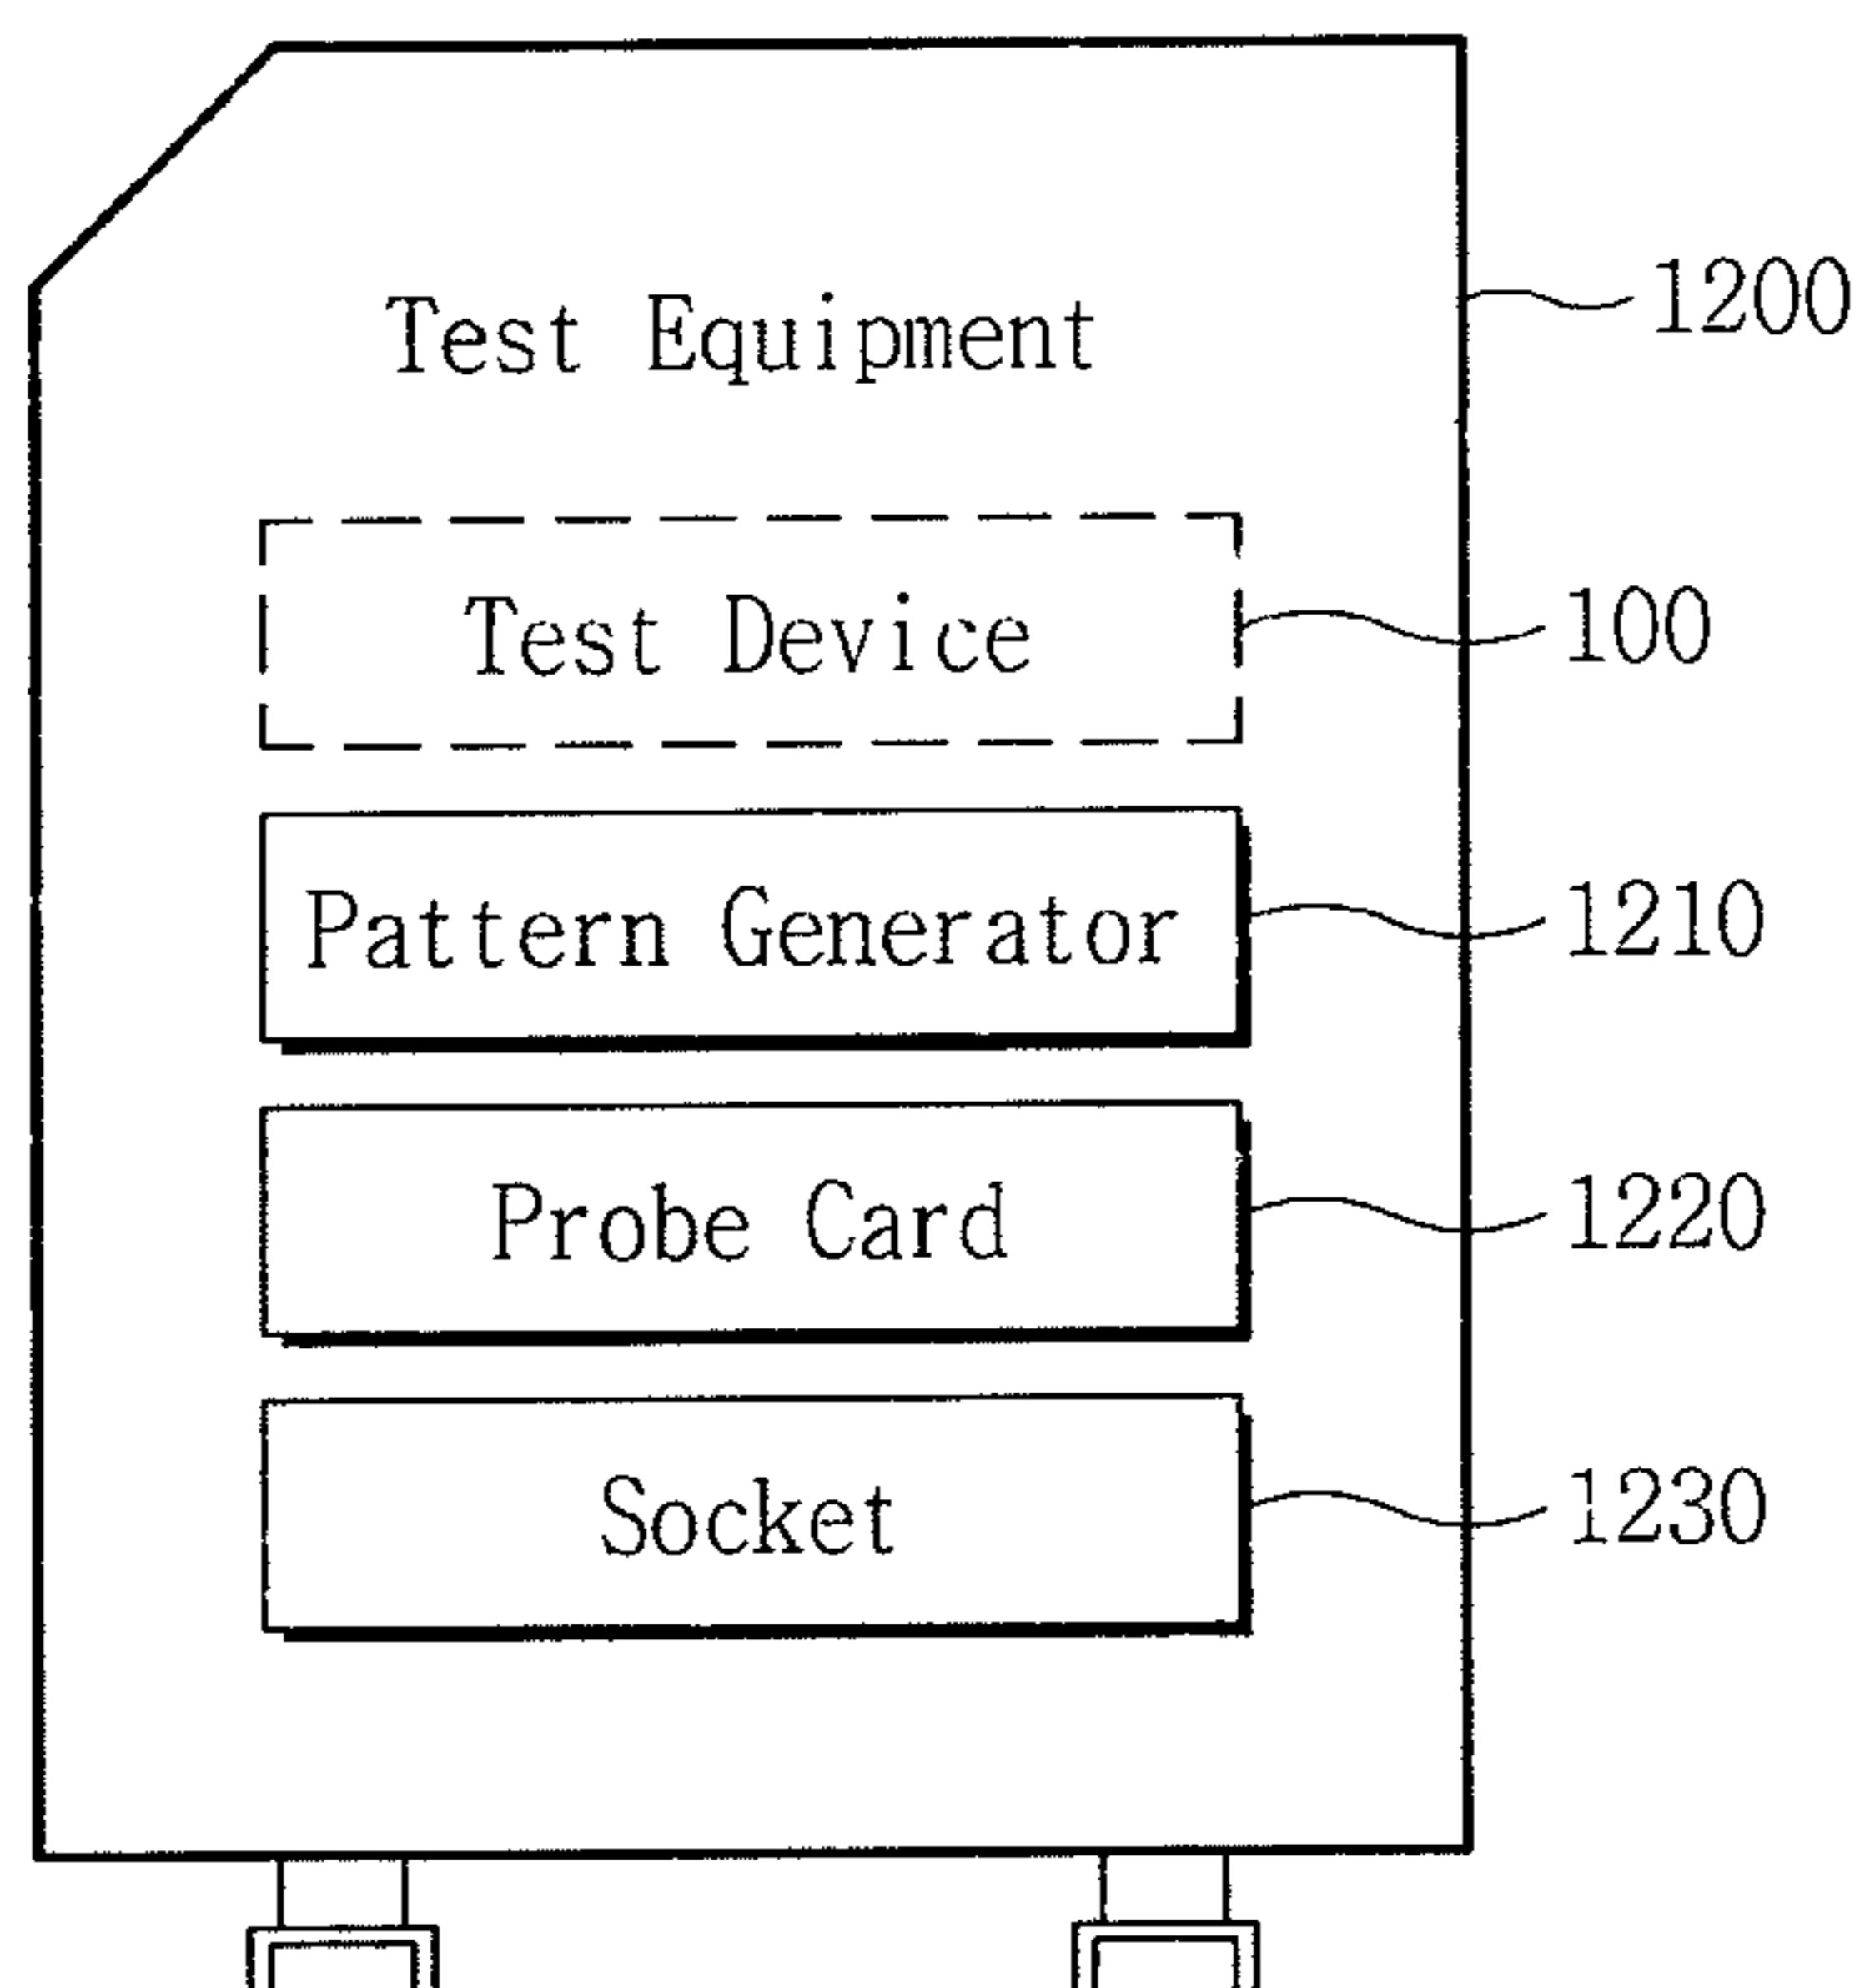 1200
Test Equipment
Test Device
100
Pattern Generator
1210
Probe Card
1220
Socket
1230